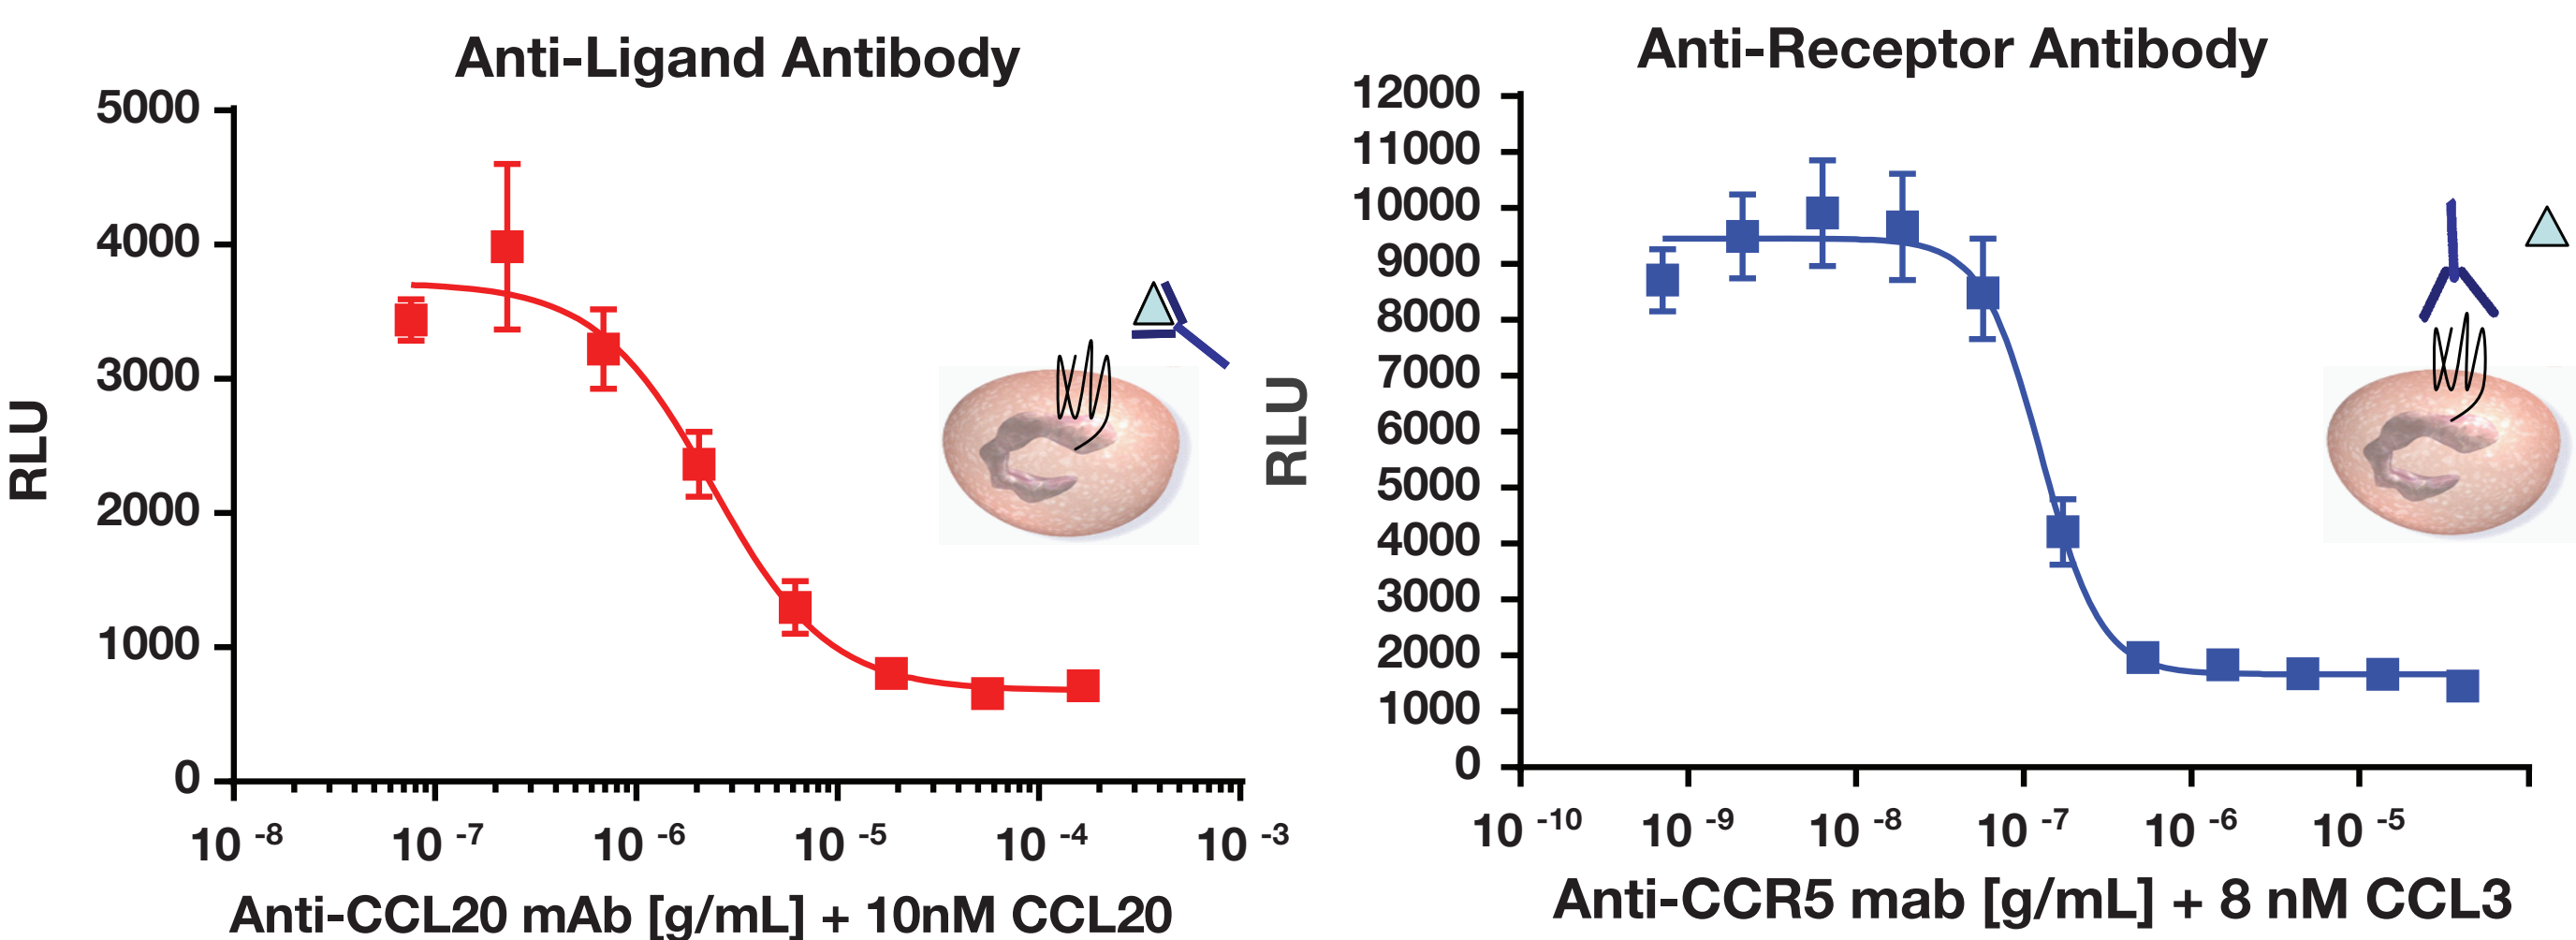 Anti-Ligand Antibody
5000
4000
3000
2000
1000
0
RLU
10 -8 10 -7 10 -6 10 -5 10 -4 10 -3
Anti-CCL20 mAb [g/mL] + 10nM CCL20
Anti-Receptor Antibody
12000
11000
10000
9000
8000
7000
6000
5000
4000
3000
2000
1000
0
RLU
10 -10 10 -9 10 -8 10 -7 10 -6 10 -5
Anti-CCR5 mab [g/mL] + 8 nM CCL3